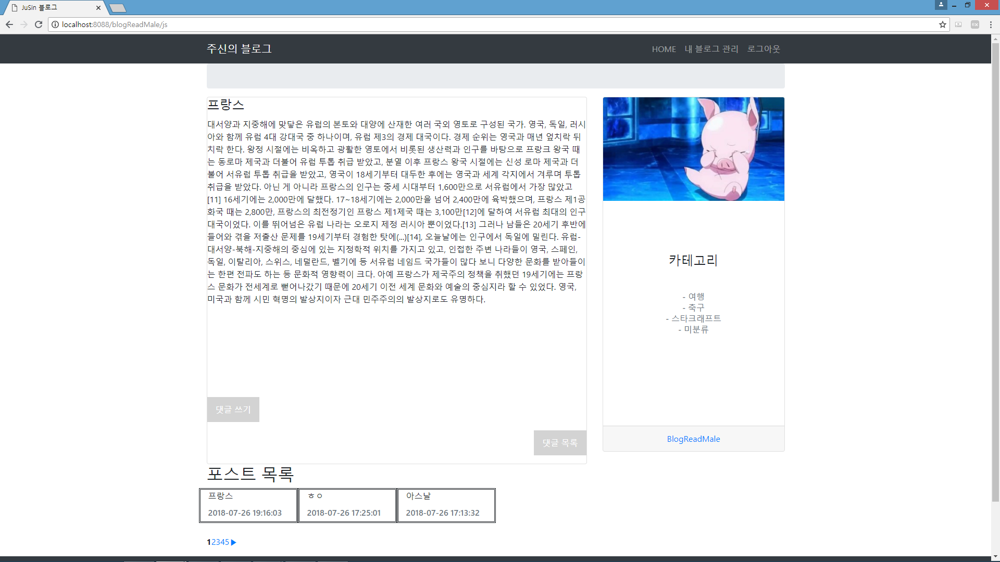 JuSin 블로그
localhost:8088/blogReadMale/js
주신의 블로그
HOME 내 블로그 관리 로그아웃
프랑스
대서양과 지중해에 맞닿은 유럽의 본토와 대양에 산재한 여러 국외 영토로 구성된 국가. 영국, 독일, 러시
아와 함께 유럽 4대 강대국 중 하나이며, 유럽 제3의 경제 대국이다. 경제 순위는 영국과 매년 엎치락 뒤
치락 한다. 왕정 시절에는 비옥하고 광활한 영토에서 비롯된 생산력과 인구를 바탕으로 프랑크 왕국 때
는 동로마 제국과 더불어 유럽 투톱 취급 받았고, 분열 이후 프랑스 왕국 시절에는 신성 로마 제국과 더
불어 서유럽 투톱 취급을 받았고, 영국이 18세기부터 대두한 후에는 영국과 세계 각지에서 겨루며 투톱
취급을 받았다. 아닌 게 아니라 프랑스의 인구는 중세 시대부터 1,600만으로 서유럽에서 가장 많았고
[11] 16세기에는 2,000만에 달했다. 17~18세기에는 2,000만을 넘어 2,400만에 육박했으며, 프랑스 제1공
화국 때는 2,800만, 프랑스의 최전정기인 프랑스 제1제국 때는 3,100만[12]에 달하여 서유럽 최대의 인구
대국이었다. 이를 뛰어넘은 유럽 나라는 오로지 제정 러시아 뿐이었다.[13] 그러나 남들은 20세기 후반에
들어와 겪을 저출산 문제를 19세기부터 경험한 탓에(...)[14], 오늘날에는 인구에서 독일에 밀린다. 유럽-
대서양-북해-지중해의 중심에 있는 지정학적 위치를 가지고 있고, 인접한 주변 나라들이 영국, 스페인,
독일, 이탈리아, 스위스, 네덜란드, 벨기에 등 서유럽 네임드 국가들이 많다 보니 다양한 문화를 받아들이
는 한편 전파도 하는 등 문화적 영향력이 크다. 아예 프랑스가 제국주의 정책을 취했던 19세기에는 프랑
스 문화가 전세계로 뻗어나갔기 때문에 20세기 이전 세계 문화와 예술의 중심지라 할 수 있었다. 영국,
미국과 함께 시민 혁명의 발상지이자 근대 민주주의의 발상지로도 유명하다.
댓글 쓰기
댓글 목록
카테고리
- 여행
- 축구
- 스타크래프트
- 미분류
BlogReadMale
포스트 목록
프랑스 ㅎㅇ 아스날
2018-07-26 19:16:03 2018-07-26 17:25:01 2018-07-26 17:13:32
12345▶